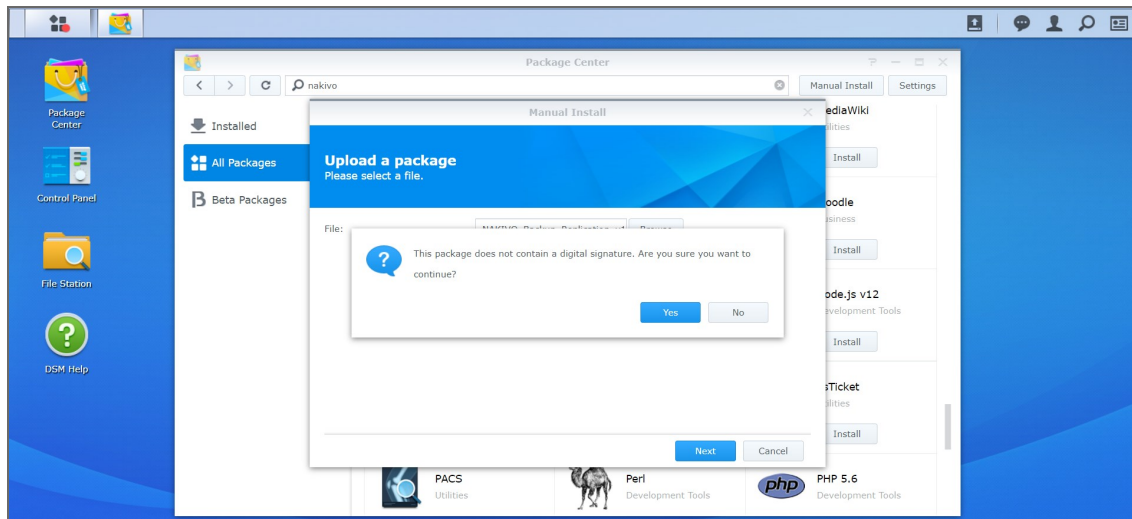 Package Center
nakivo
Manual Install
Settings
Package
Center
Control Panel
File Station
DSM Help
Installed
All Packages
Beta Packages
Manual Install
Upload a package
Please select a file.
File:
Browse
This package does not contain a digital signature. Are you sure you want to
continue?
Yes
No
Next
Cancel
Install
Install
Install
Install
PACS
Utilities
Perl
Development Tools
PHP 5.6
Development Tools